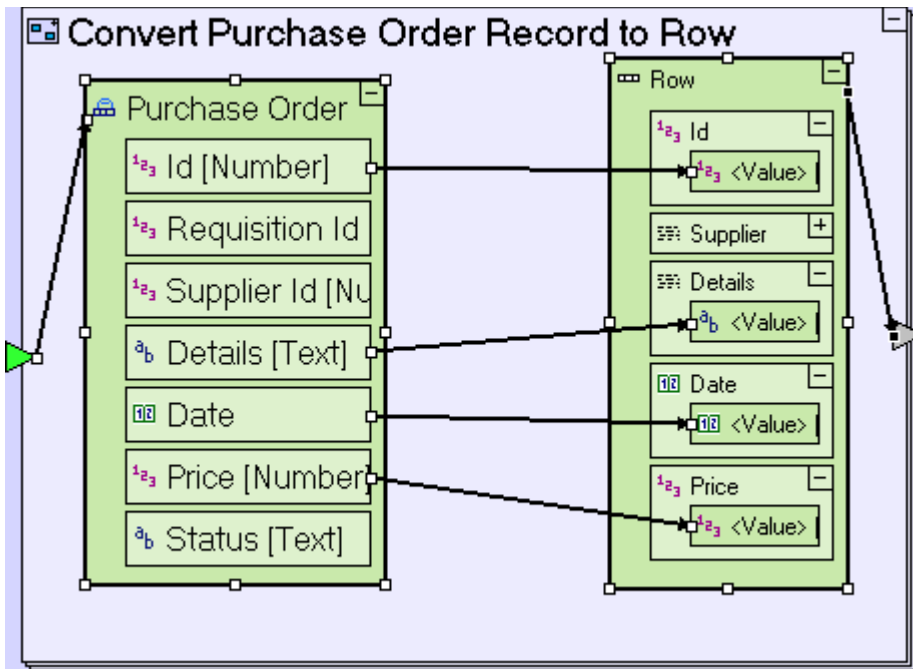 Convert Purchase Order Record to Row
Purchase Order
Id [Number]
Requisition Id
Supplier Id [Nu
Details [Text]
Date
Price [Number]
Status [Text]
Row
Id
<Value>
Supplier
Details
<Value>
Date
<Value>
Price
<Value>